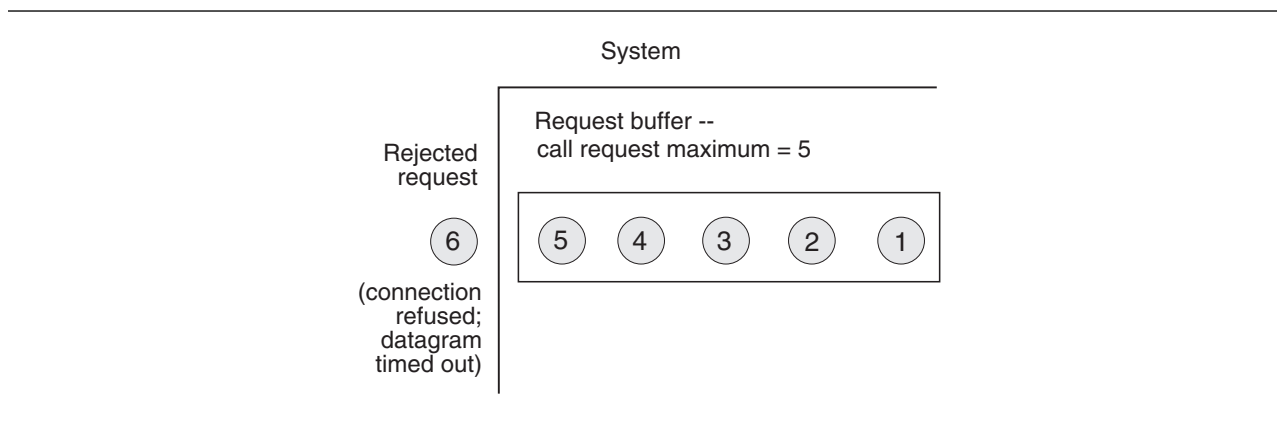 System
Request buffer --
call request maximum = 5
Rejected
request
6
5 4 3 2 1
(connection
refused;
datagram
timed out)